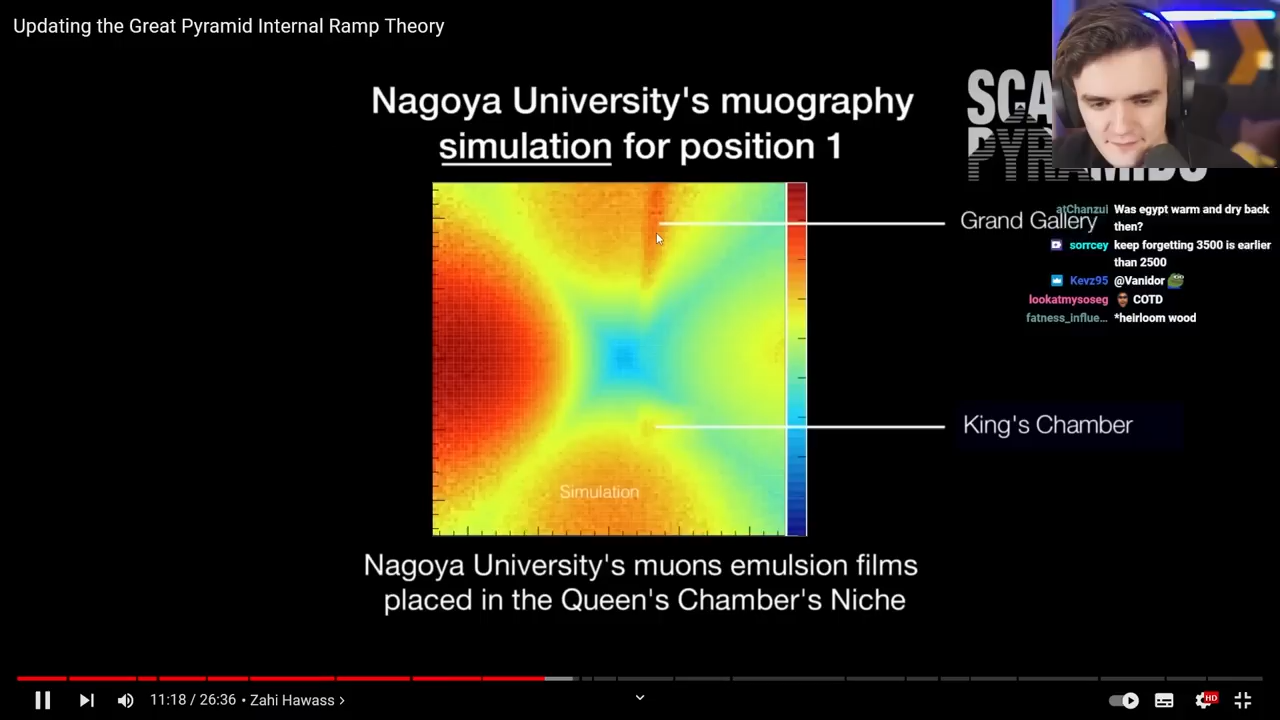 Updating the Great Pyramid Internal Ramp Theory
Nagoya University's muography
simulation for position 1
Grand Gallery
King's Chamber
Simulation
Nagoya University's muons emulsion films
placed in the Queen's Chamber's Niche
atChanzui Was egypt warm and dry back
then?
sorrcey keep forgetting 3500 is earlier
than 2500
Kevz95 @Vanidor
lookatmysoseg COTD
fatness_influe… *heirloom wood
11:18 / 26:36 • Zahi Hawass
HD